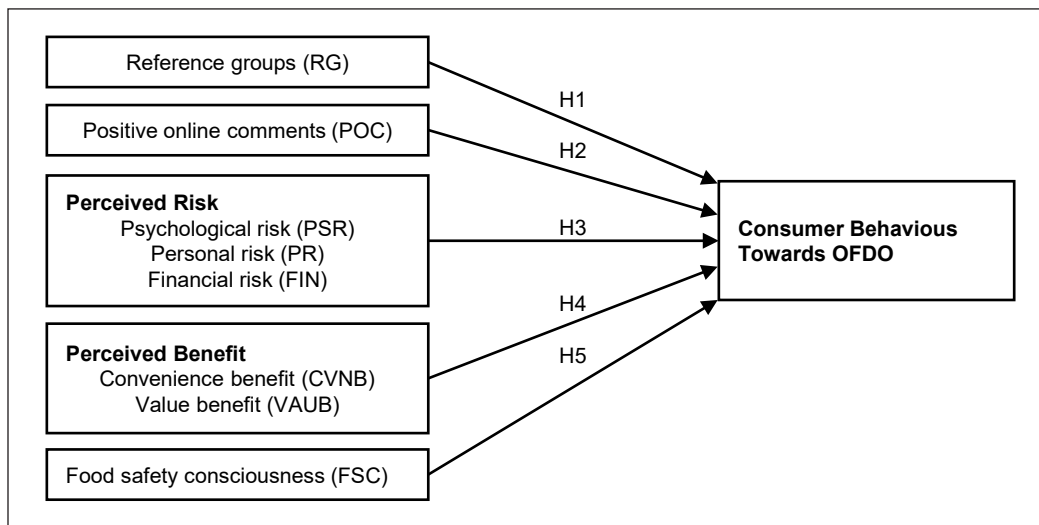 Reference groups (RG)
H1
Positive online comments (POC)
H2
Perceived Risk
Psychological risk (PSR)
Personal risk (PR)
Financial risk (FIN)
H3
Consumer Behavious
Towards OFDO
H4
Perceived Benefit
Convenience benefit (CVNB)
Value benefit (VAUB)
H5
Food safety consciousness (FSC)